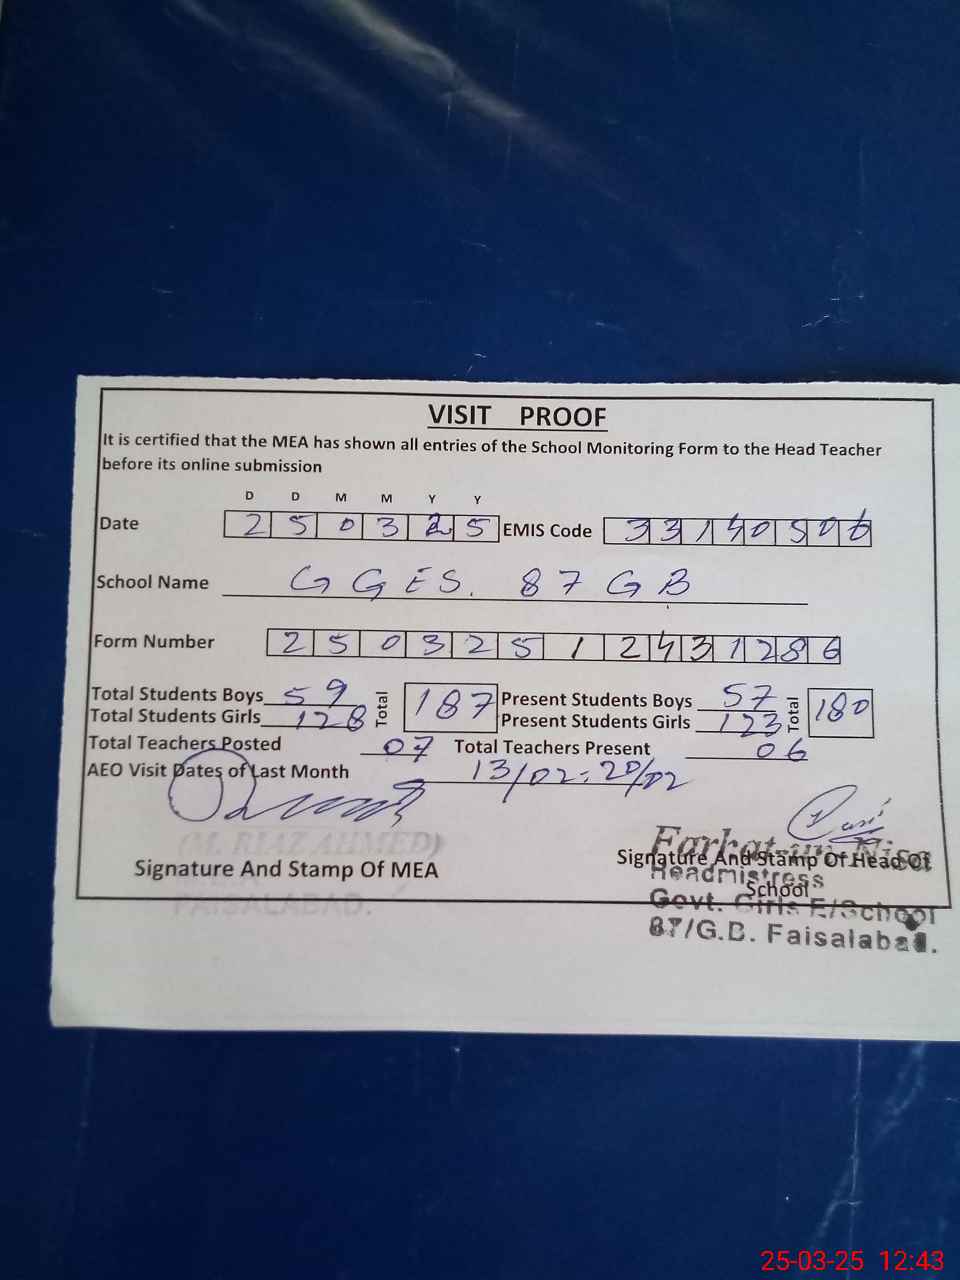 VISIT PROOF
It is certified that the MEA has shown all entries of the School Monitoring Form to the Head Teacher
before its online submission
D D M M Y Y
Date 2 5 0 3 2 5 EMIS Code 3 3 1 4 0 5 0 6
School Name GGES. 87 GB
Form Number 2 5 0 3 2 5 1 2 4 3 1 2 8 6
Total Students Boys 59 Total 187 Present Students Boys 57 Total 180
Total Students Girls 128 Present Students Girls 123
Total Teachers Posted 07 Total Teachers Present 06
AEO Visit Dates of Last Month 13/02 : 20/02
(M. RIAZ AHMED)
Signature And Stamp Of MEA
FAISALABAD.
Farhat-un-Nisa
Signature And Stamp Of Head Of
Headmistress
School
Govt. Girls E/School
87/G.B. Faisalabad.
25-03-25 12:43